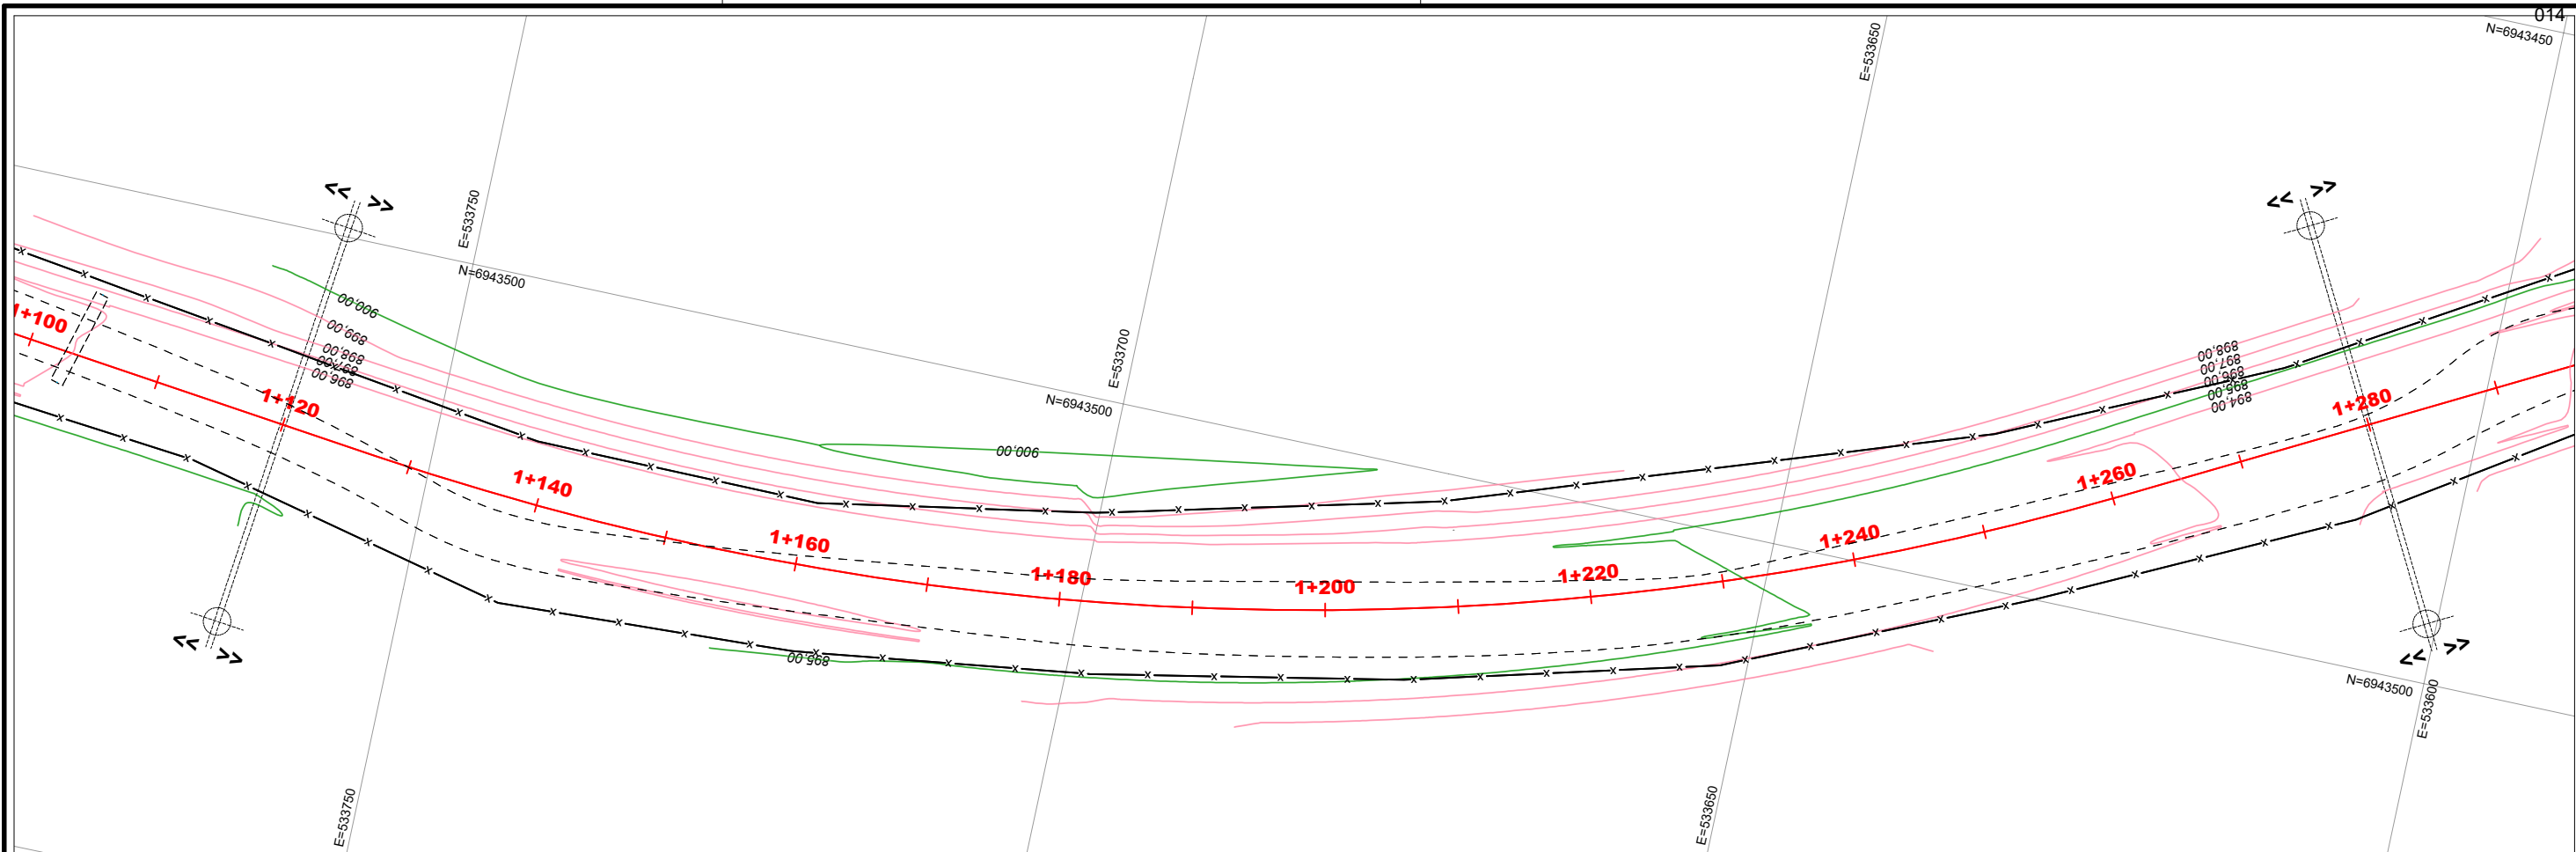 014
N=6943450
E=533650
<< >>
<< >>
E=533750
N=6943500
900,00
899,00
898,00
897,00
896,00
1+100
1+120
E=533700
N=6943500
900,00
898,00
897,00
896,00
895,00
894,00
1+280
1+140
1+160
1+180
1+200
1+220
1+240
1+260
895,00
<< >>
<< >>
N=6943500
E=533600
E=533750
E=533650